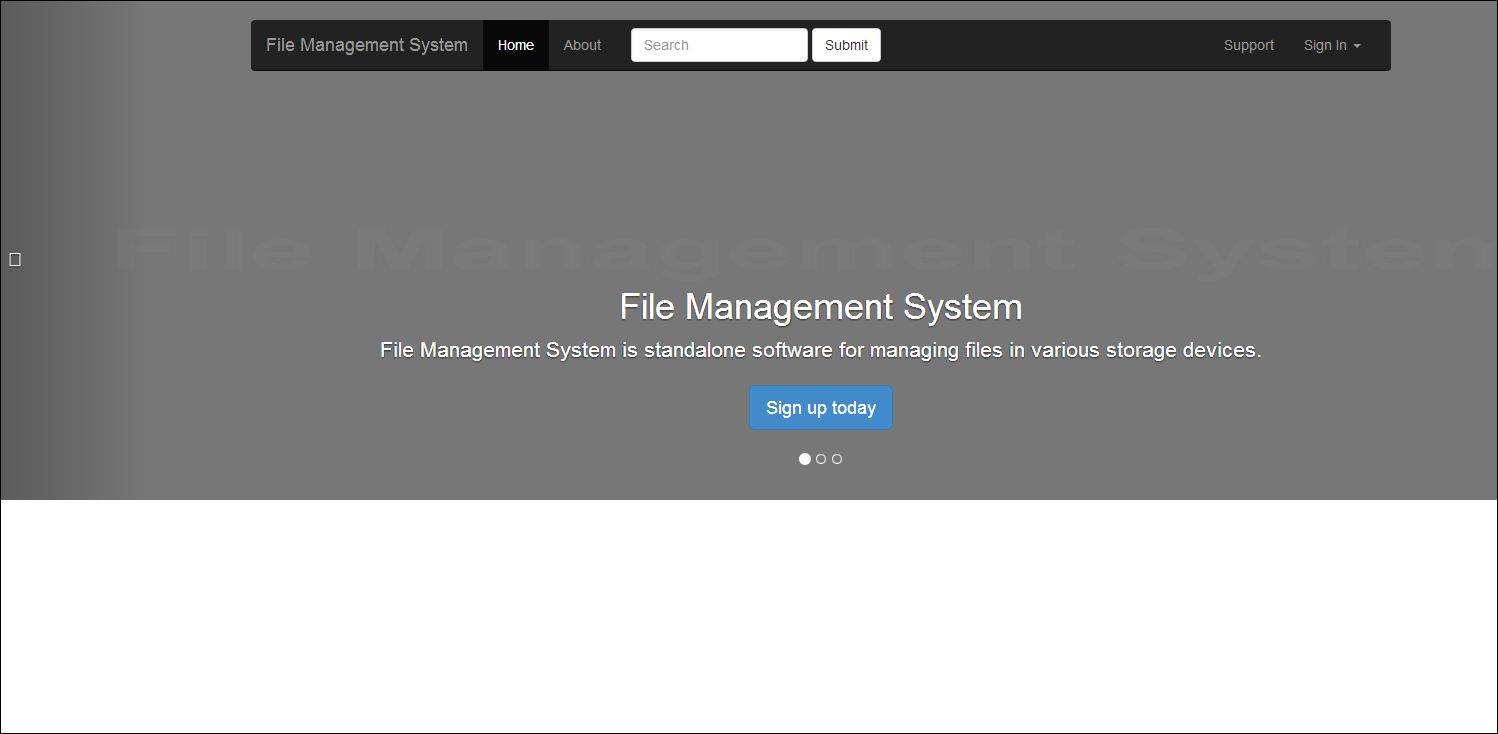 File Management System Home About Search Submit Support Sign In
File Management System
File Management System
File Management System is standalone software for managing files in various storage devices.
Sign up today